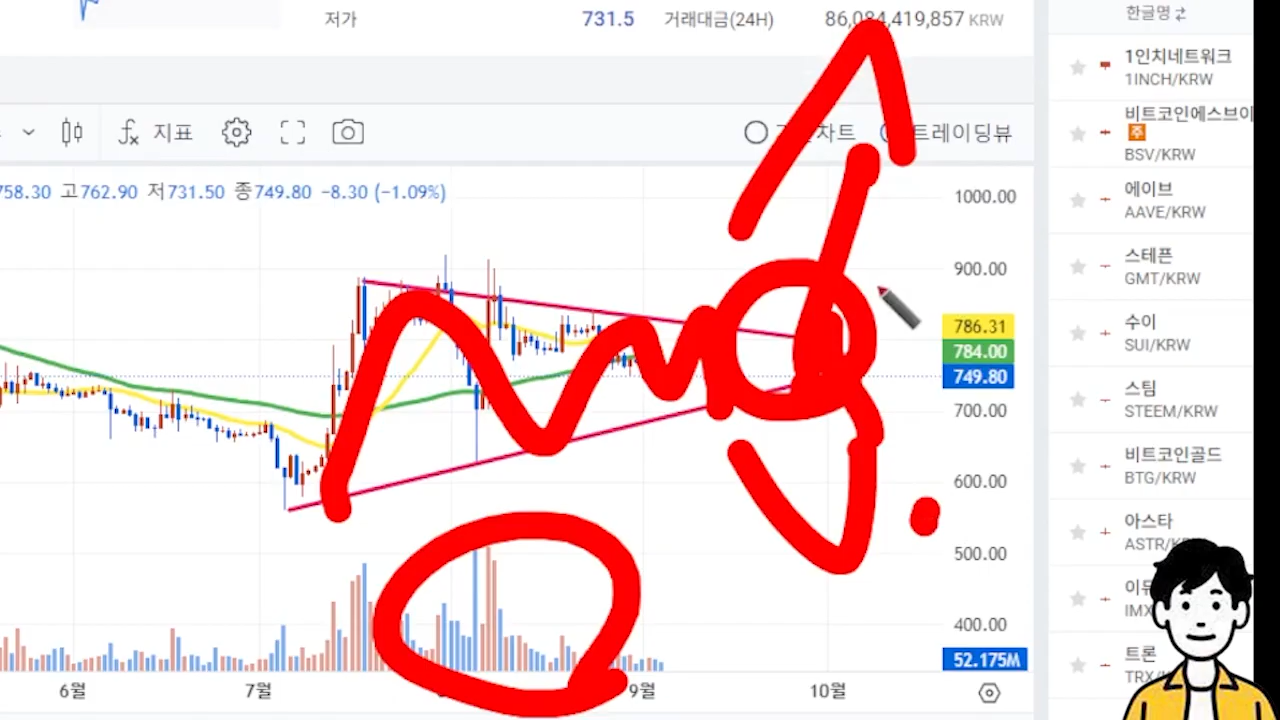 저가 731.5 거래대금(24H) 86,084,419,857 KRW
한글명
지표 차트 트레이딩뷰
758.30 고762.90 저731.50 종749.80 −8.30 (−1.09%)
1000.00
900.00
786.31
784.00
749.80
700.00
600.00
500.00
400.00
52.175M
6월 7월 9월 10월
1인치네트워크
1INCH/KRW
비트코인에스브이
주
BSV/KRW
에이브
AAVE/KRW
스테픈
GMT/KRW
수이
SUI/KRW
스팀
STEEM/KRW
비트코인골드
BTG/KRW
아스타
ASTR/KRW
트론